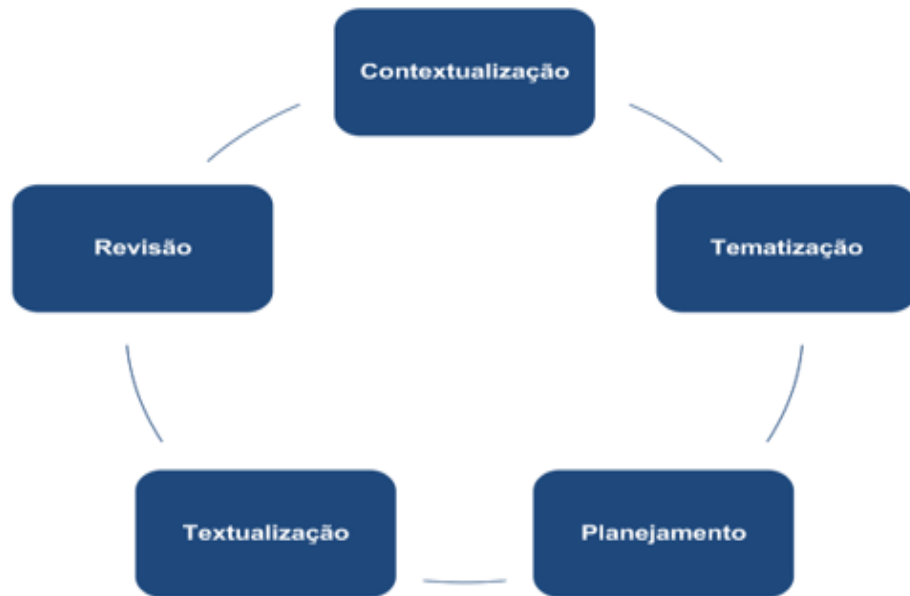 Contextualização
Tematização
Planejamento
Textualização
Revisão